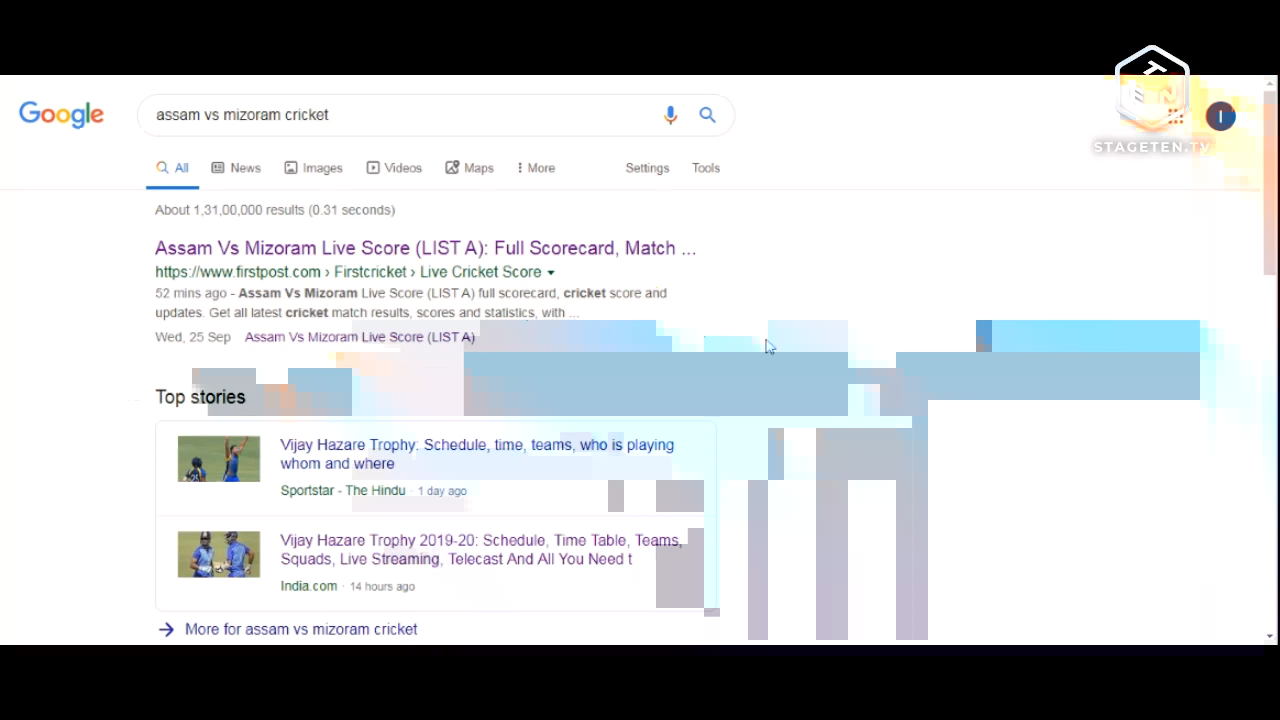 T
E N
STAGETEN.TV
Google
assam vs mizoram cricket
I
All News Images Videos Maps More Settings Tools
About 1,31,00,000 results (0.31 seconds)
Assam Vs Mizoram Live Score (LIST A): Full Scorecard, Match ...
https://www.firstpost.com › Firstcricket › Live Cricket Score
52 mins ago - Assam Vs Mizoram Live Score (LIST A) full scorecard, cricket score and
updates. Get all latest cricket match results, scores and statistics, with ...
Wed, 25 Sep Assam Vs Mizoram Live Score (LIST A)
Top stories
Vijay Hazare Trophy: Schedule, time, teams, who is playing
whom and where
Sportstar - The Hindu · 1 day ago
Vijay Hazare Trophy 2019-20: Schedule, Time Table, Teams,
Squads, Live Streaming, Telecast And All You Need t
India.com · 14 hours ago
More for assam vs mizoram cricket